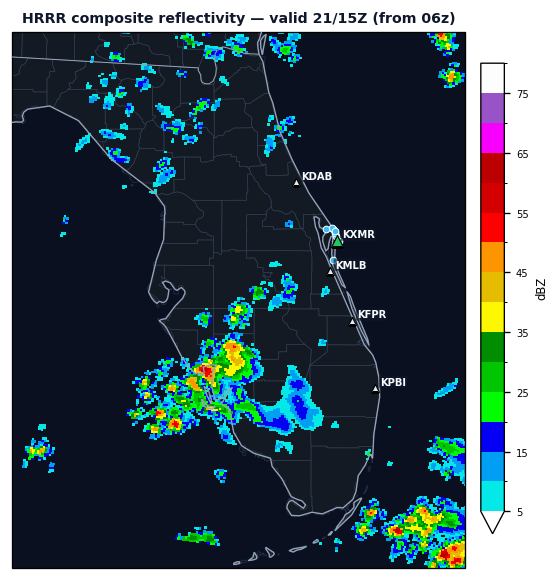 HRRR composite reflectivity — valid 21/15Z (from 06z)
75
65
55
45
35
25
15
5
dBZ
KDAB
KXMR
KMLB
KFPR
KPBI